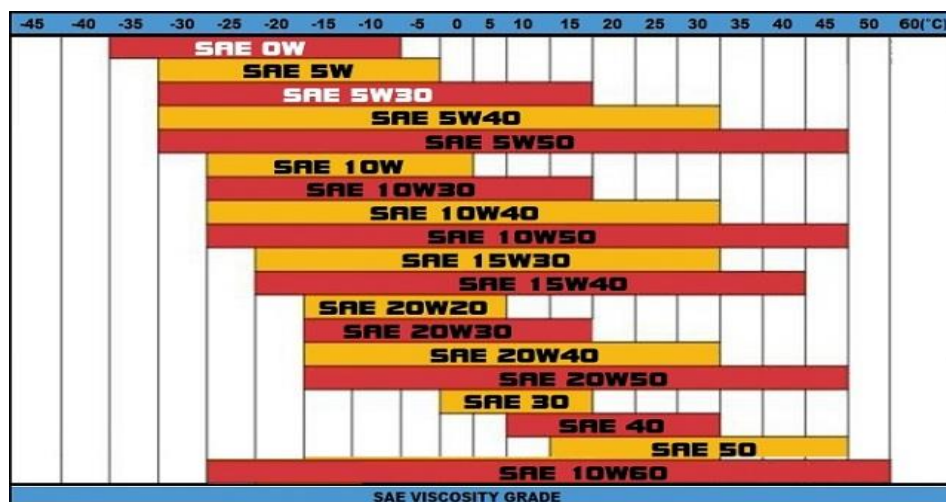 -45 -40 -35 -30 -25 -20 -15 -10 -5 0 5 10 15 20 30 40 45 50 60(°C)
SAE 0W
SAE 5W
SAE 5W30
SAE 5W40
SAE 5W50
SAE 10W
SAE 10W30
SAE 10W40
SAE 10W50
SAE 15W30
SAE 15W40
SAE 20W20
SAE 20W30
SAE 20W40
SAE 20W50
SAE 30
SAE 40
SAE 50
SAE 10W60
SAE VISCOSITY GRADE